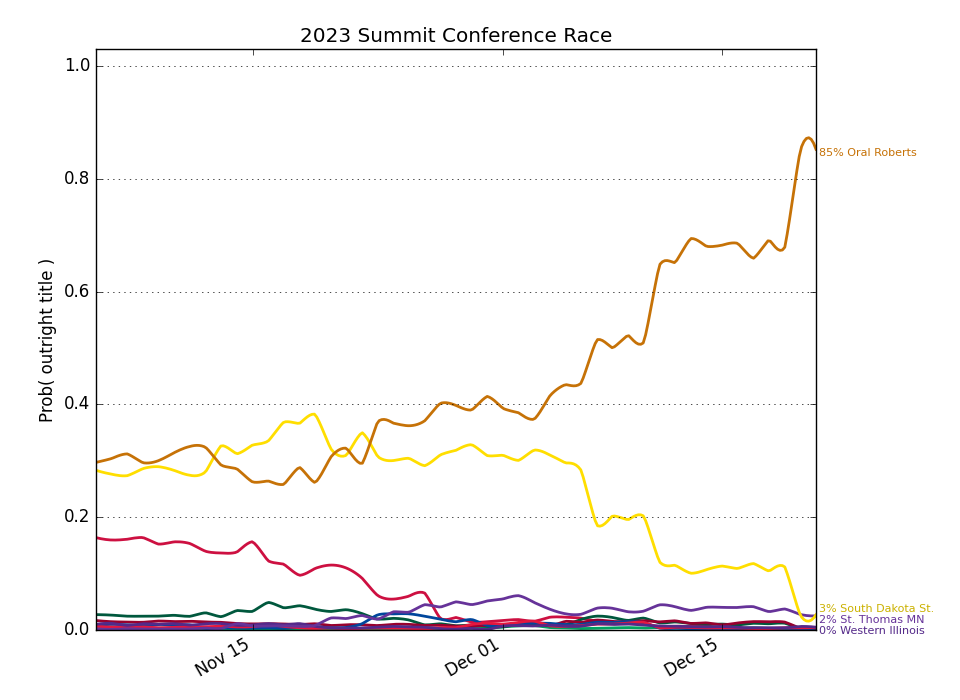 2023 Summit Conference Race
Prob( outright title )
1.0
0.8
0.6
0.4
0.2
0.0
85% Oral Roberts
3% South Dakota St.
2% St. Thomas MN
0% Western Illinois
Nov 15
Dec 01
Dec 15